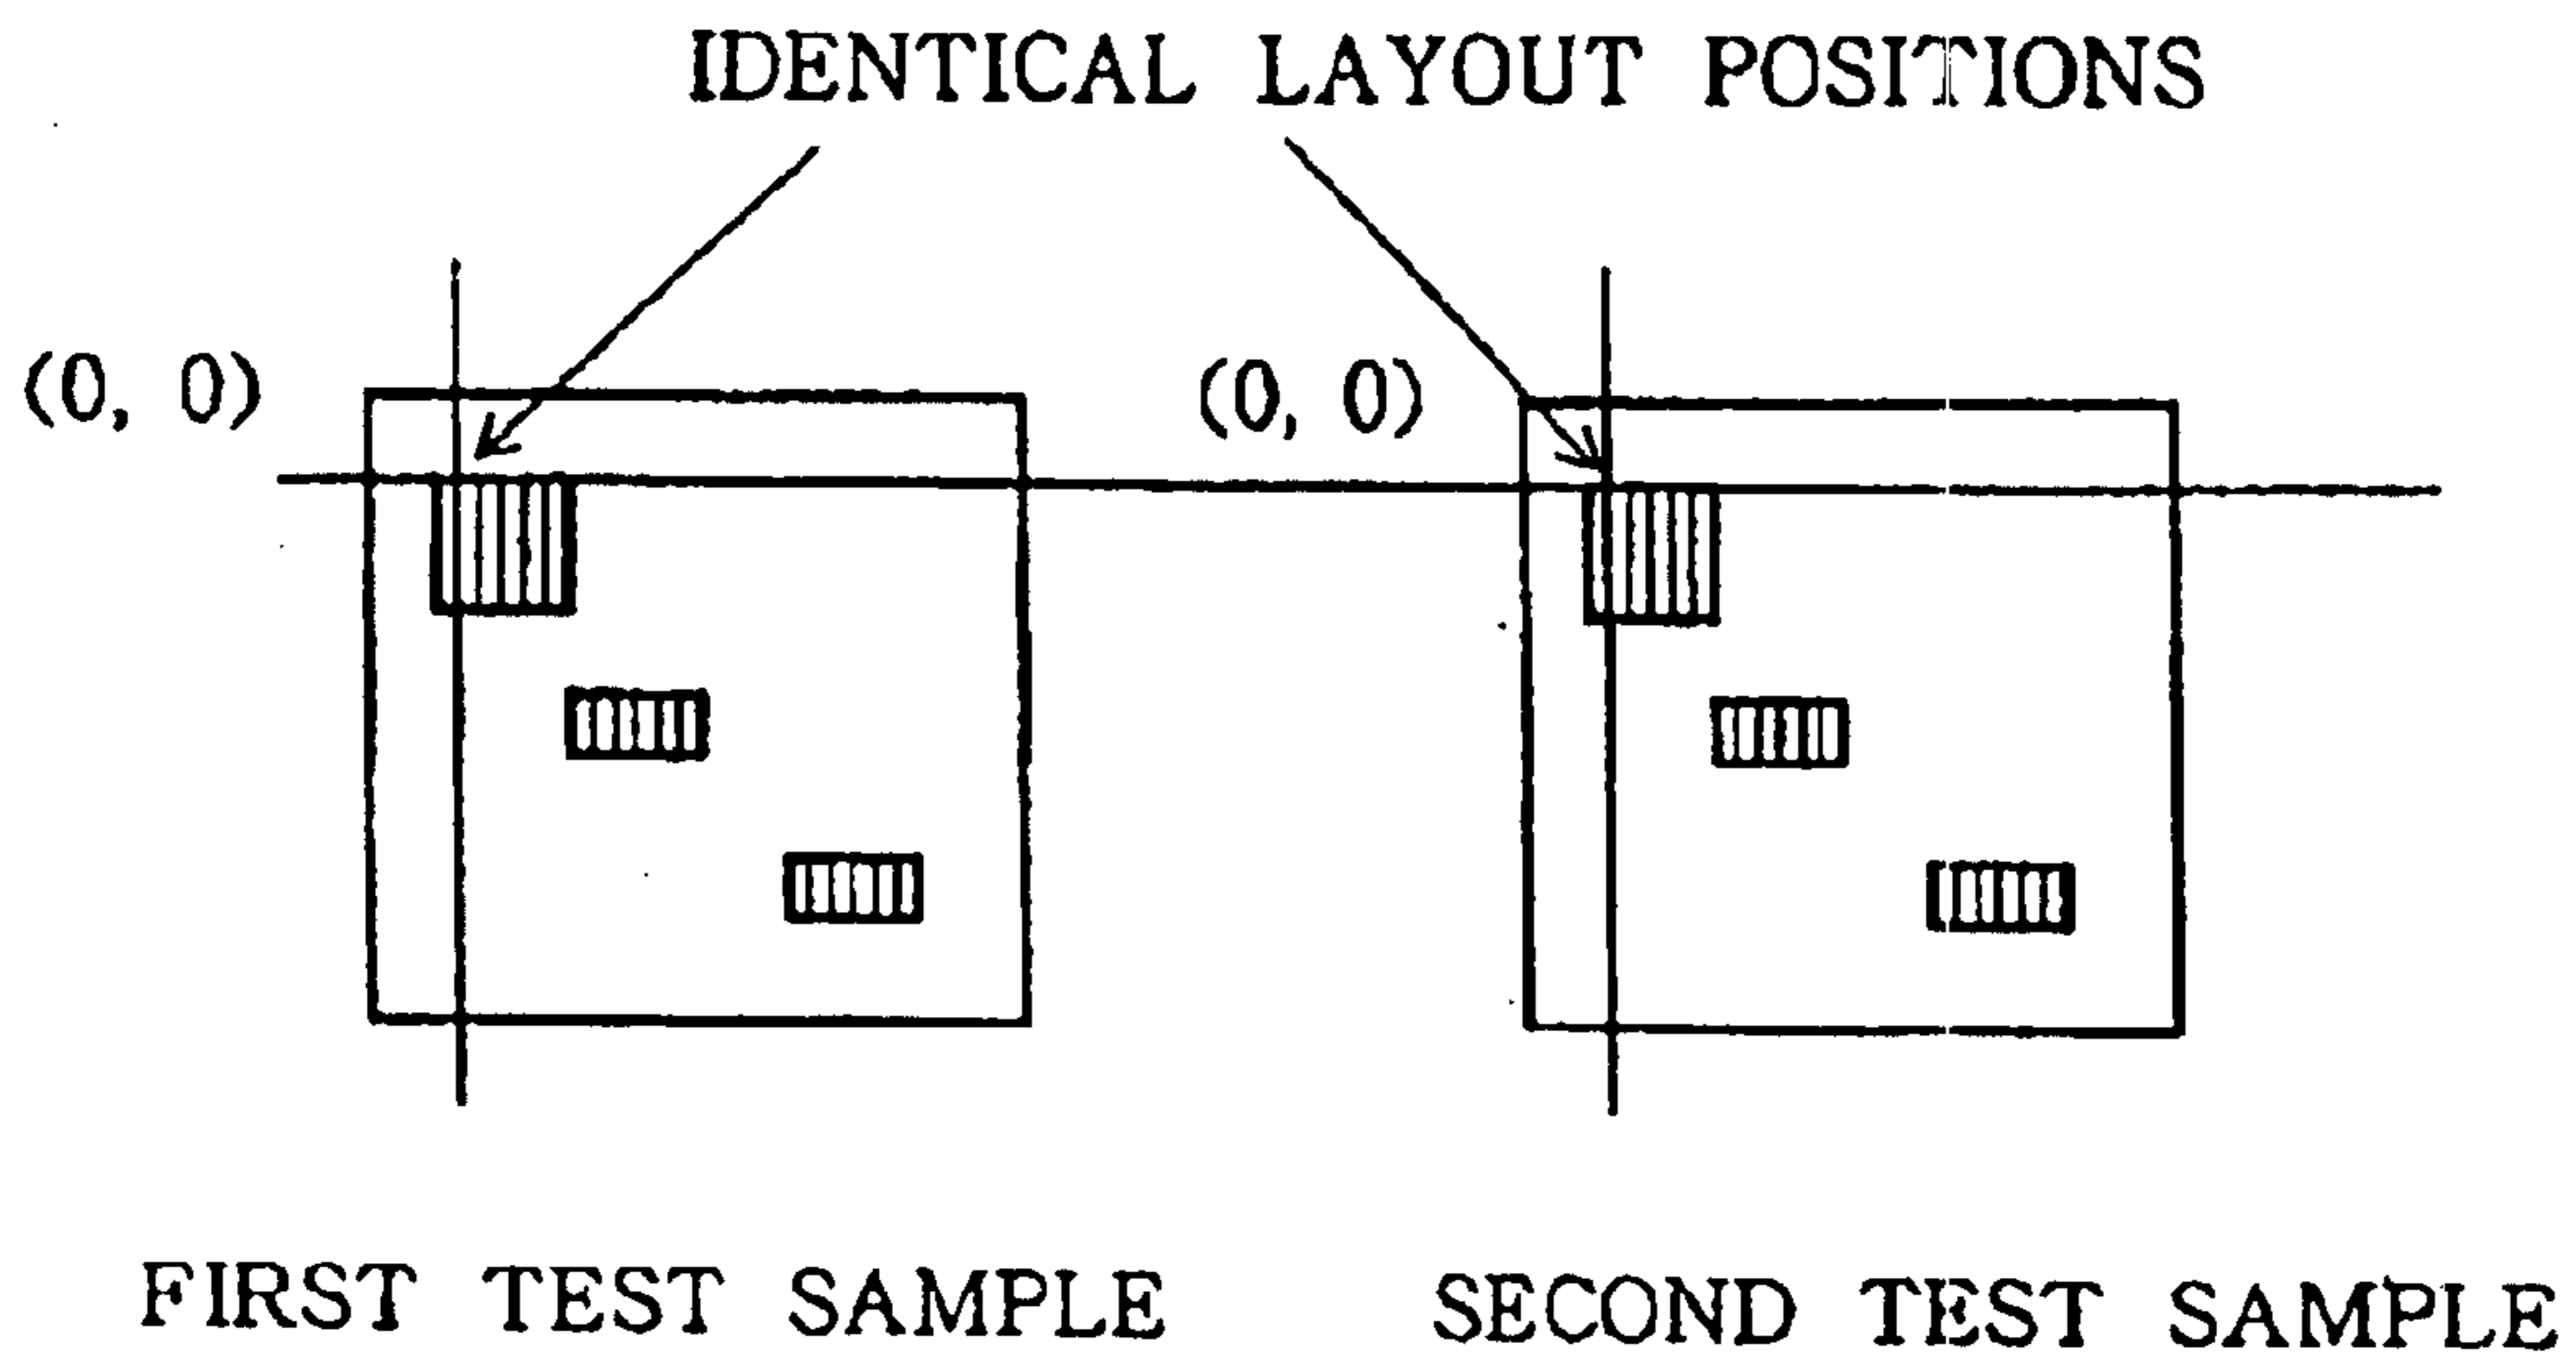 IDENTICAL LAYOUT POSITIONS
(0, 0)
(0, 0)
FIRST TEST SAMPLE
SECOND TEST SAMPLE